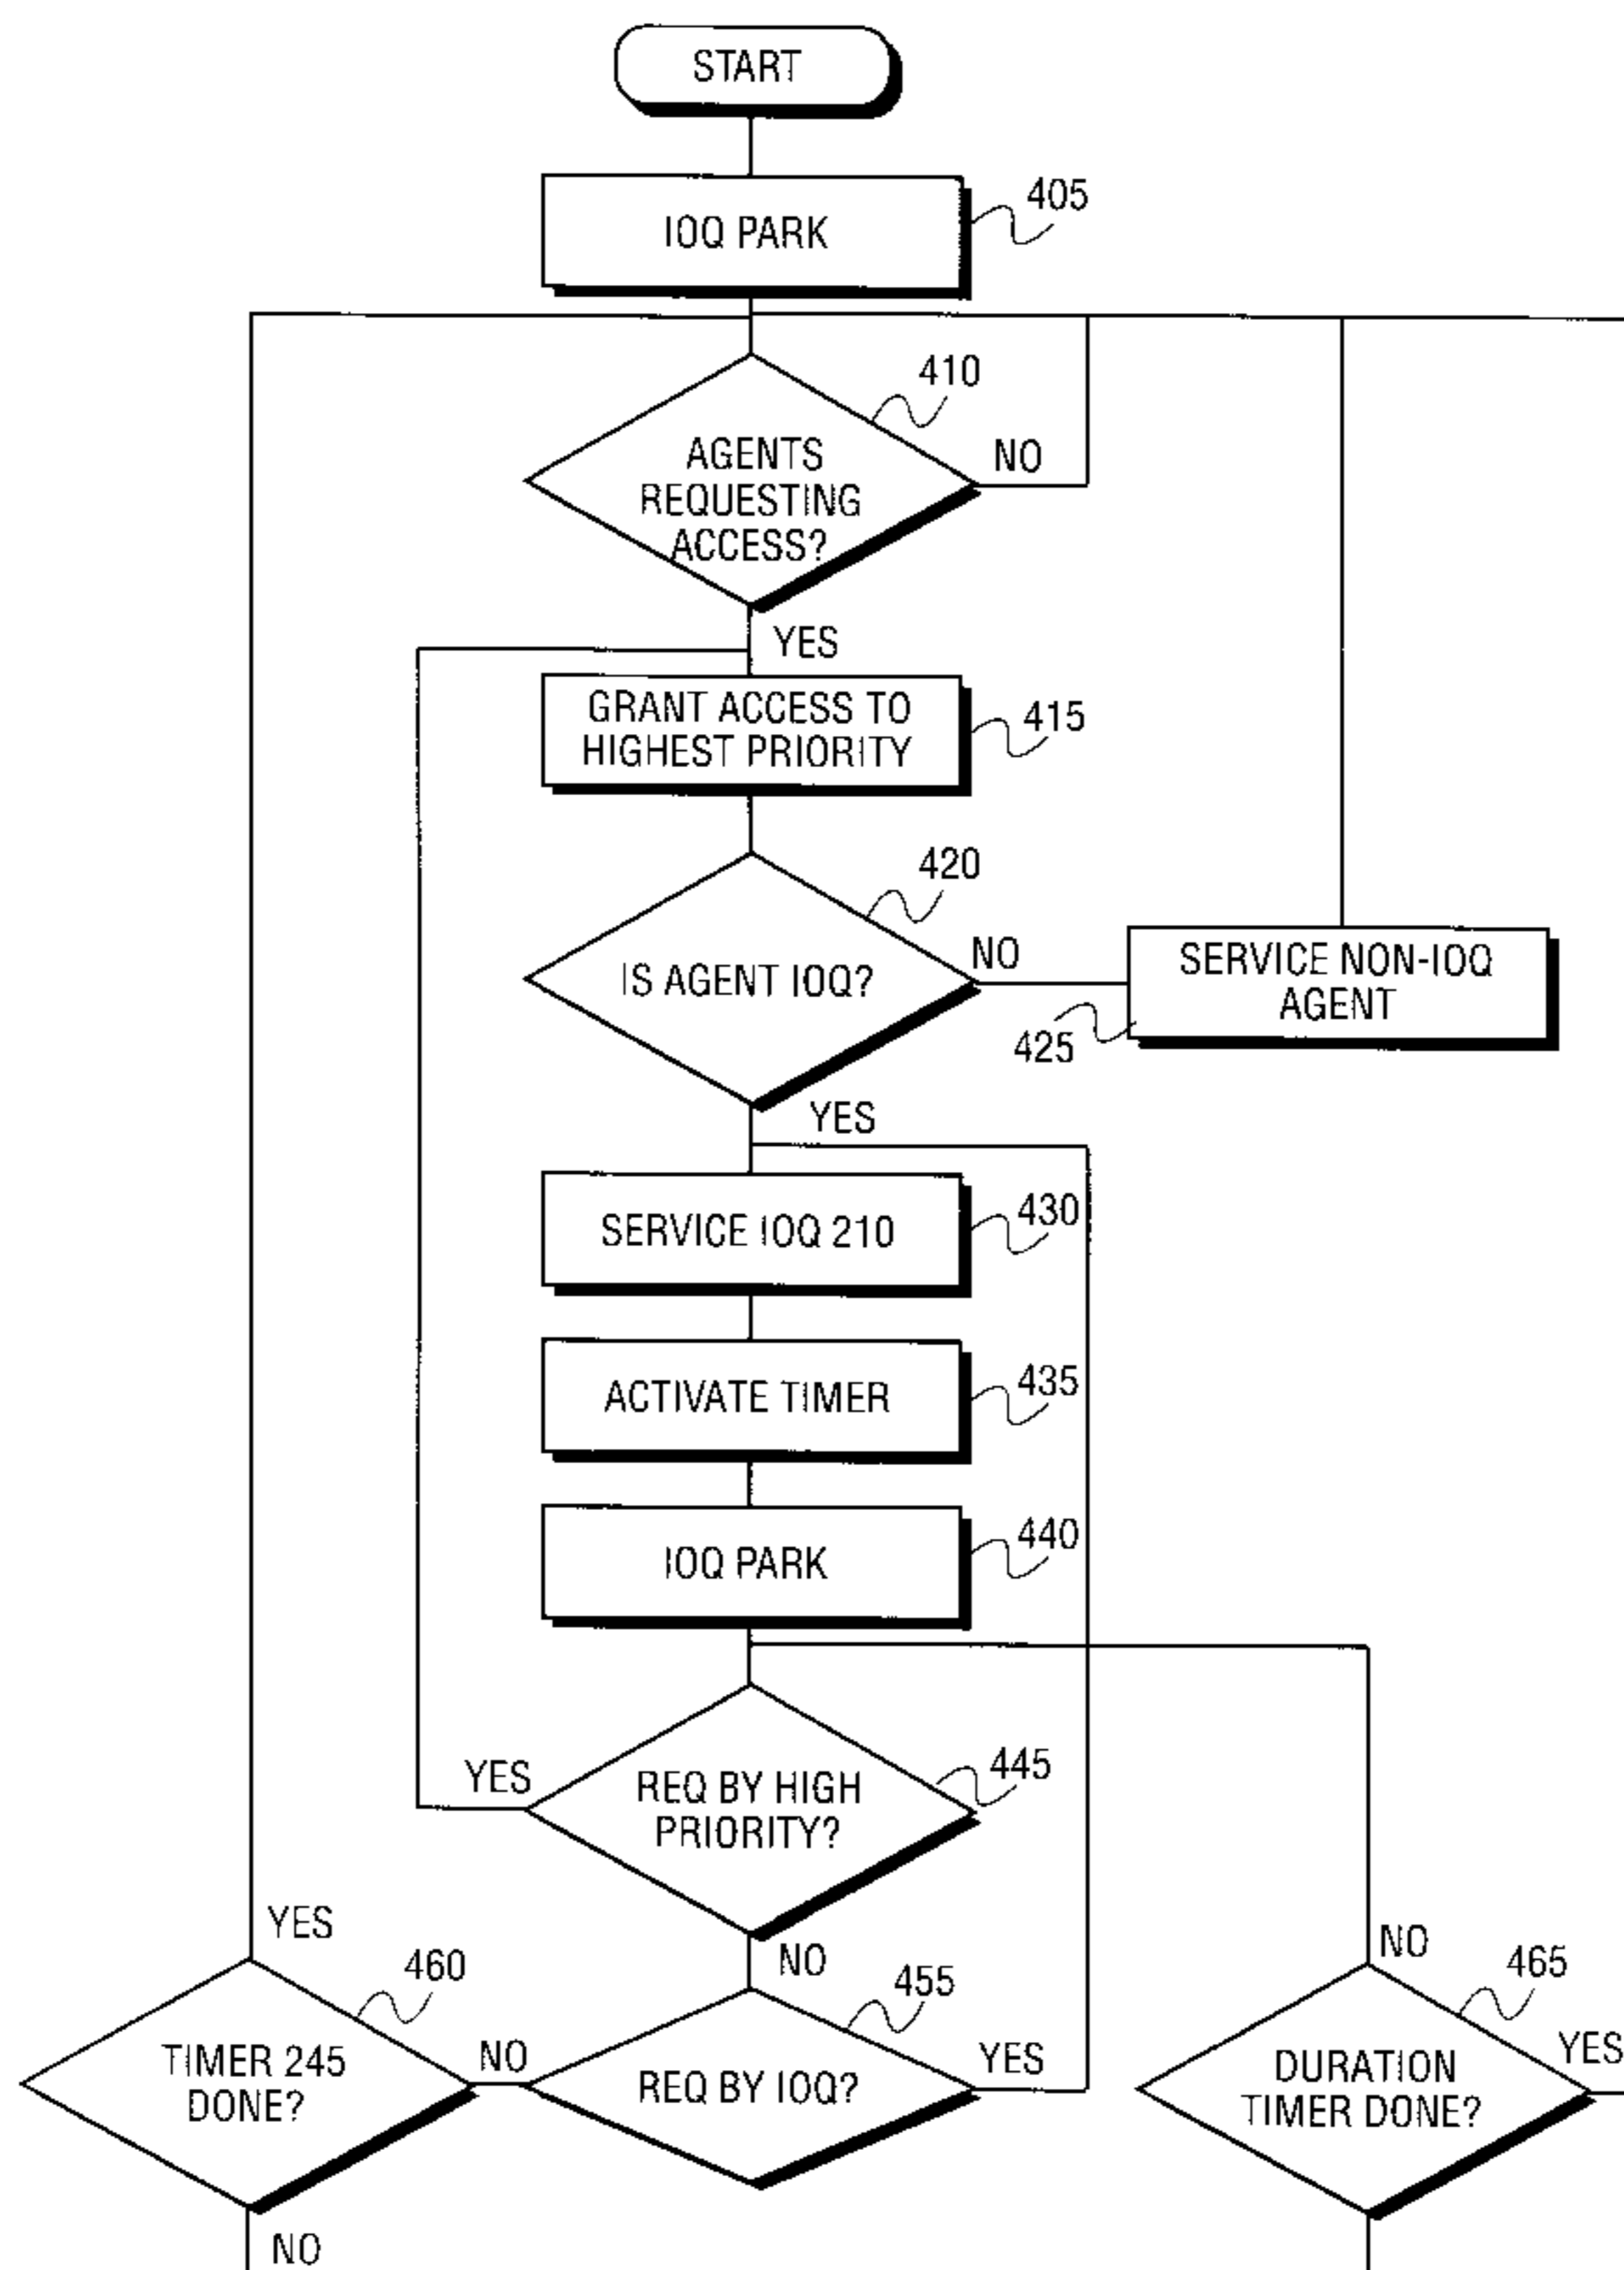 START
IOQ PARK
405
410
AGENTS
REQUESTING
ACCESS?
NO
YES
GRANT ACCESS TO
HIGHEST PRIORITY
415
420
IS AGENT IOQ?
NO
SERVICE NON-IOQ
AGENT
425
YES
SERVICE IOQ 210
430
ACTIVATE TIMER
435
IOQ PARK
440
YES
REQ BY HIGH
PRIORITY?
445
NO
YES
460
TIMER 245
DONE?
NO
455
REQ BY IOQ?
YES
NO
465
DURATION
TIMER DONE?
YES
NO